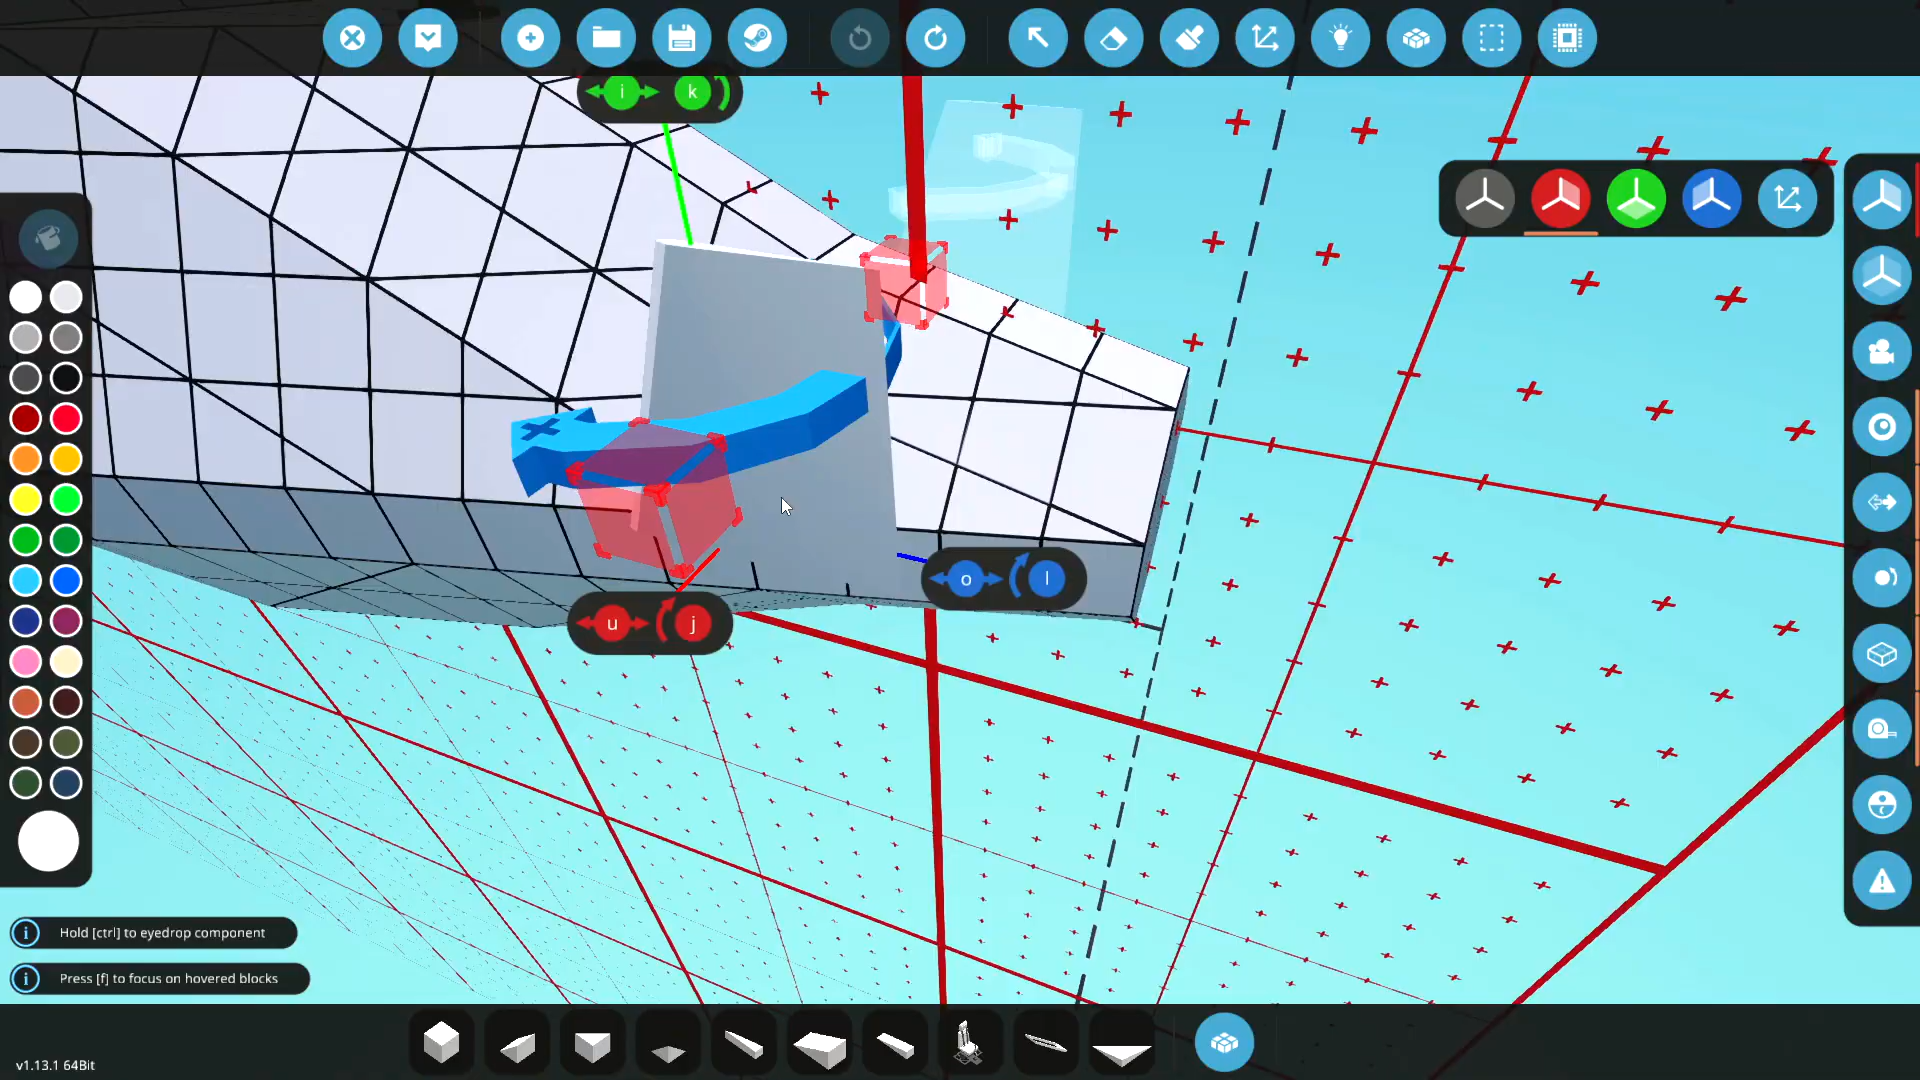 i k
o l
u j
Hold [ctrl] to eyedrop component
Press [f] to focus on hovered blocks
v1.13.1 64Bit